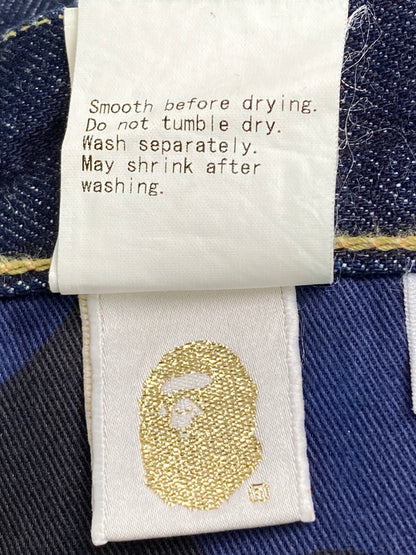 Smooth before drying.
Do not tumble dry.
Wash separately.
May shrink after
washing.